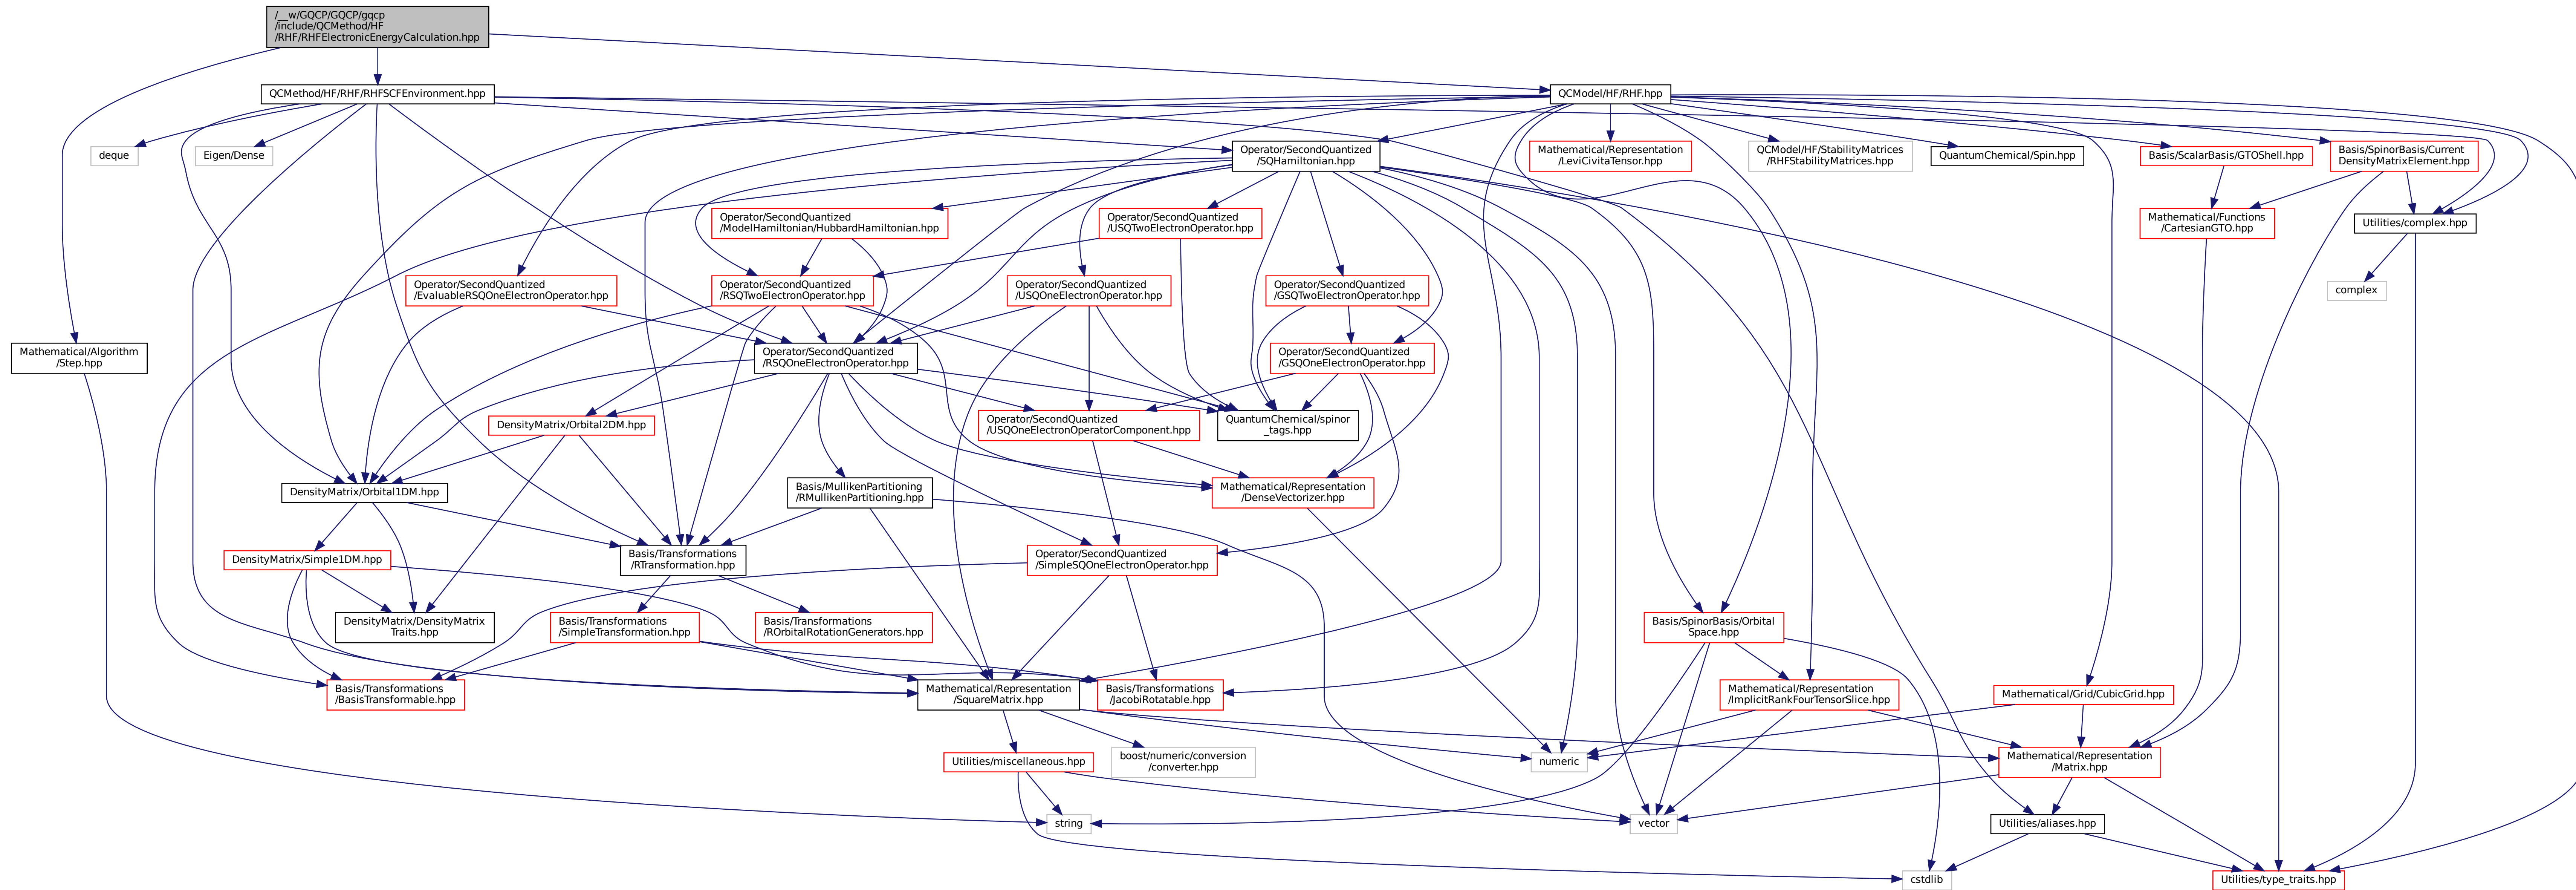 /__w/GQCP/GQCP/gqcp
/include/QCMethod/HF
/RHF/RHFElectronicEnergyCalculation.hpp
QCMethod/HF/RHF/RHFSCFEnvironment.hpp
QCModel/HF/RHF.hpp
deque
Eigen/Dense
Operator/SecondQuantized
/SQHamiltonian.hpp
Mathematical/Representation
/LeviCivitaTensor.hpp
QCModel/HF/StabilityMatrices
/RHFStabilityMatrices.hpp
QuantumChemical/Spin.hpp
Basis/ScalarBasis/GTOShell.hpp
Basis/SpinorBasis/Current
DensityMatrixElement.hpp
Operator/SecondQuantized
/ModelHamiltonian/HubbardHamiltonian.hpp
Operator/SecondQuantized
/USQTwoElectronOperator.hpp
Mathematical/Functions
/CartesianGTO.hpp
Utilities/complex.hpp
Operator/SecondQuantized
/EvaluableRSQOneElectronOperator.hpp
Operator/SecondQuantized
/RSQTwoElectronOperator.hpp
Operator/SecondQuantized
/USQOneElectronOperator.hpp
Operator/SecondQuantized
/GSQTwoElectronOperator.hpp
complex
Mathematical/Algorithm
/Step.hpp
Operator/SecondQuantized
/RSQOneElectronOperator.hpp
Operator/SecondQuantized
/GSQOneElectronOperator.hpp
DensityMatrix/Orbital2DM.hpp
Operator/SecondQuantized
/USQOneElectronOperatorComponent.hpp
QuantumChemical/spinor
_tags.hpp
DensityMatrix/Orbital1DM.hpp
Basis/MullikenPartitioning
/RMullikenPartitioning.hpp
Mathematical/Representation
/DenseVectorizer.hpp
DensityMatrix/Simple1DM.hpp
Basis/Transformations
/RTransformation.hpp
Operator/SecondQuantized
/SimpleSQOneElectronOperator.hpp
DensityMatrix/DensityMatrix
Traits.hpp
Basis/Transformations
/SimpleTransformation.hpp
Basis/Transformations
/ROrbitalRotationGenerators.hpp
Basis/SpinorBasis/Orbital
Space.hpp
Basis/Transformations
/BasisTransformable.hpp
Mathematical/Representation
/SquareMatrix.hpp
Basis/Transformations
/JacobiRotatable.hpp
Mathematical/Representation
/ImplicitRankFourTensorSlice.hpp
Mathematical/Grid/CubicGrid.hpp
Utilities/miscellaneous.hpp
boost/numeric/conversion
/converter.hpp
numeric
Mathematical/Representation
/Matrix.hpp
string
vector
Utilities/aliases.hpp
cstdlib
Utilities/type_traits.hpp